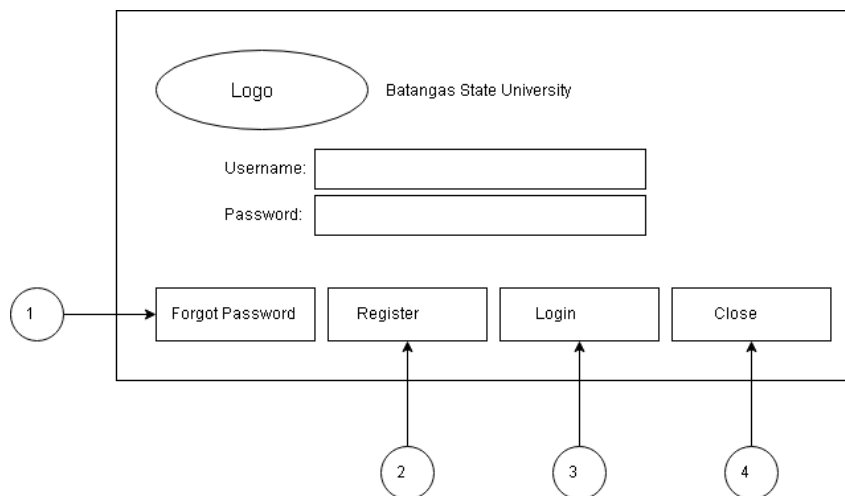 Logo
Batangas State University
Username:
Password:
1
Forgot Password
Register
Login
Close
2
3
4